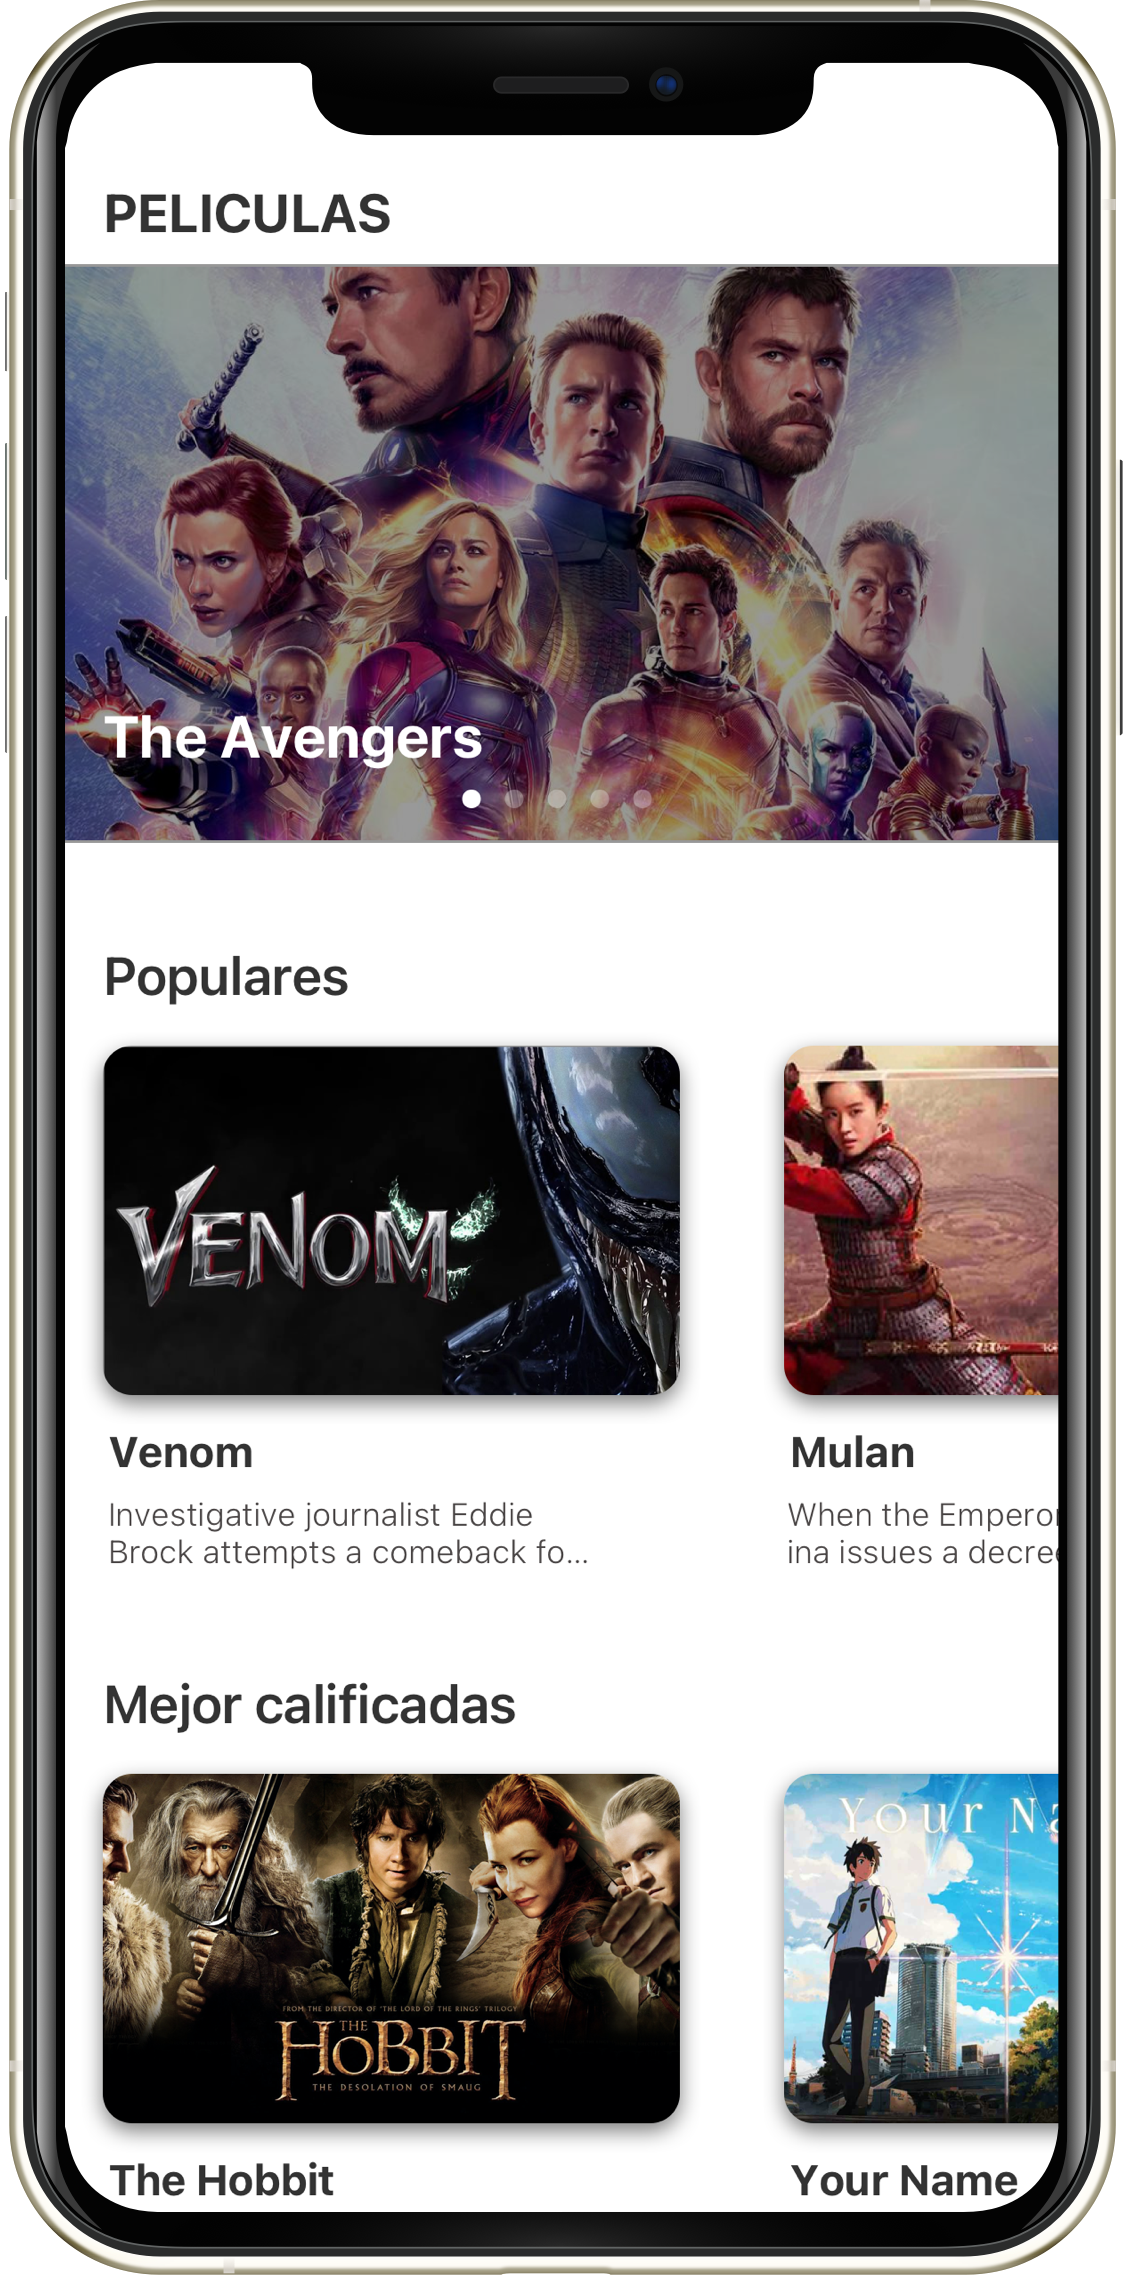 PELICULAS
The Avengers
Populares
VENOM
Venom
Investigative journalist Eddie
Brock attempts a comeback fo...
Mulan
When the Emperor
ina issues a decree
Mejor calificadas
FROM THE DIRECTOR OF 'THE LORD OF THE RINGS' TRILOGY
THE
HOBBIT
THE DESOLATION OF SMAUG
The Hobbit
Your Na
Your Name